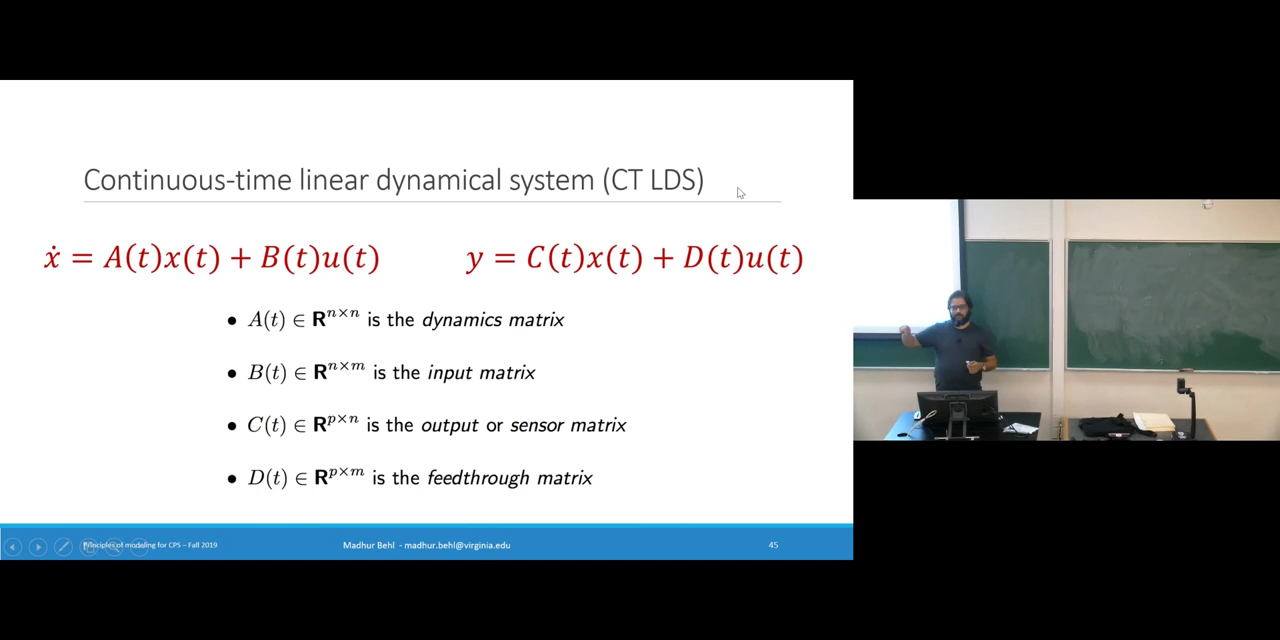 Continuous-time linear dynamical system (CT LDS)
ẋ = A(t)x(t) + B(t)u(t) y = C(t)x(t) + D(t)u(t)
• A(t) ∈ R^{n×n} is the dynamics matrix
• B(t) ∈ R^{n×m} is the input matrix
• C(t) ∈ R^{p×n} is the output or sensor matrix
• D(t) ∈ R^{p×m} is the feedthrough matrix
Principles of modeling for CPS – Fall 2019 Madhur Behl - madhur.behl@virginia.edu 45